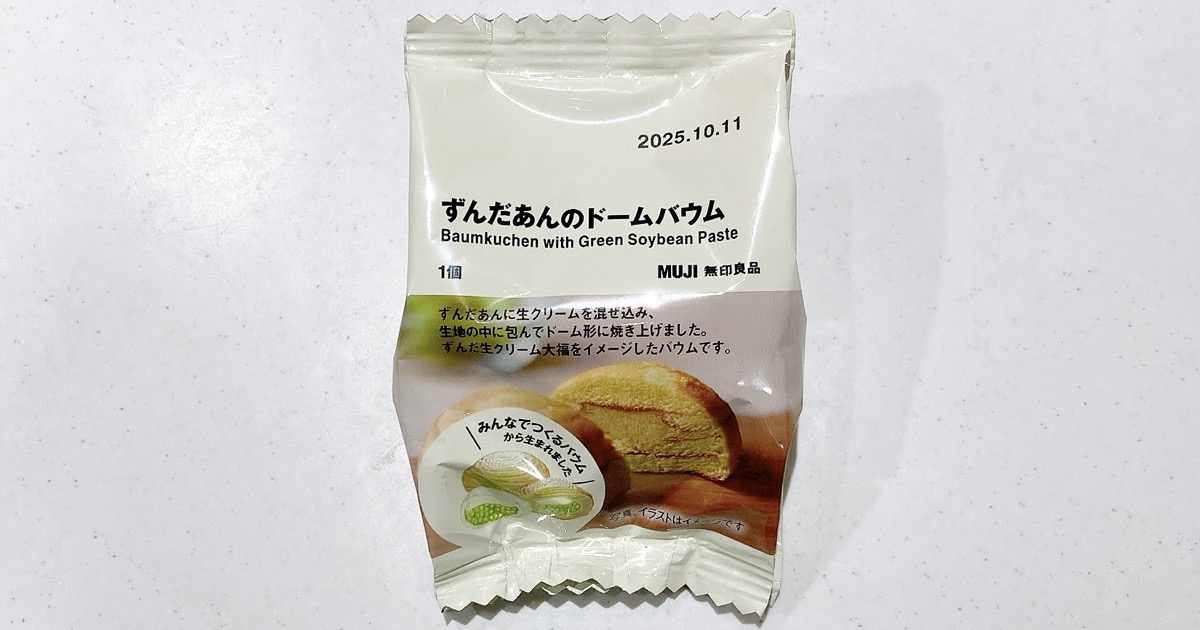 2025.10.11
ずんだあんのドームバウム
Baumkuchen with Green Soybean Paste
1個
MUJI 無印良品
ずんだあんに生クリームを混ぜ込み、
生地の中に包んでドーム形に焼き上げました。
ずんだ生クリーム大福をイメージしたバウムです。
みんなでつくるバウム
から生まれました
写真、イラストはイメージです